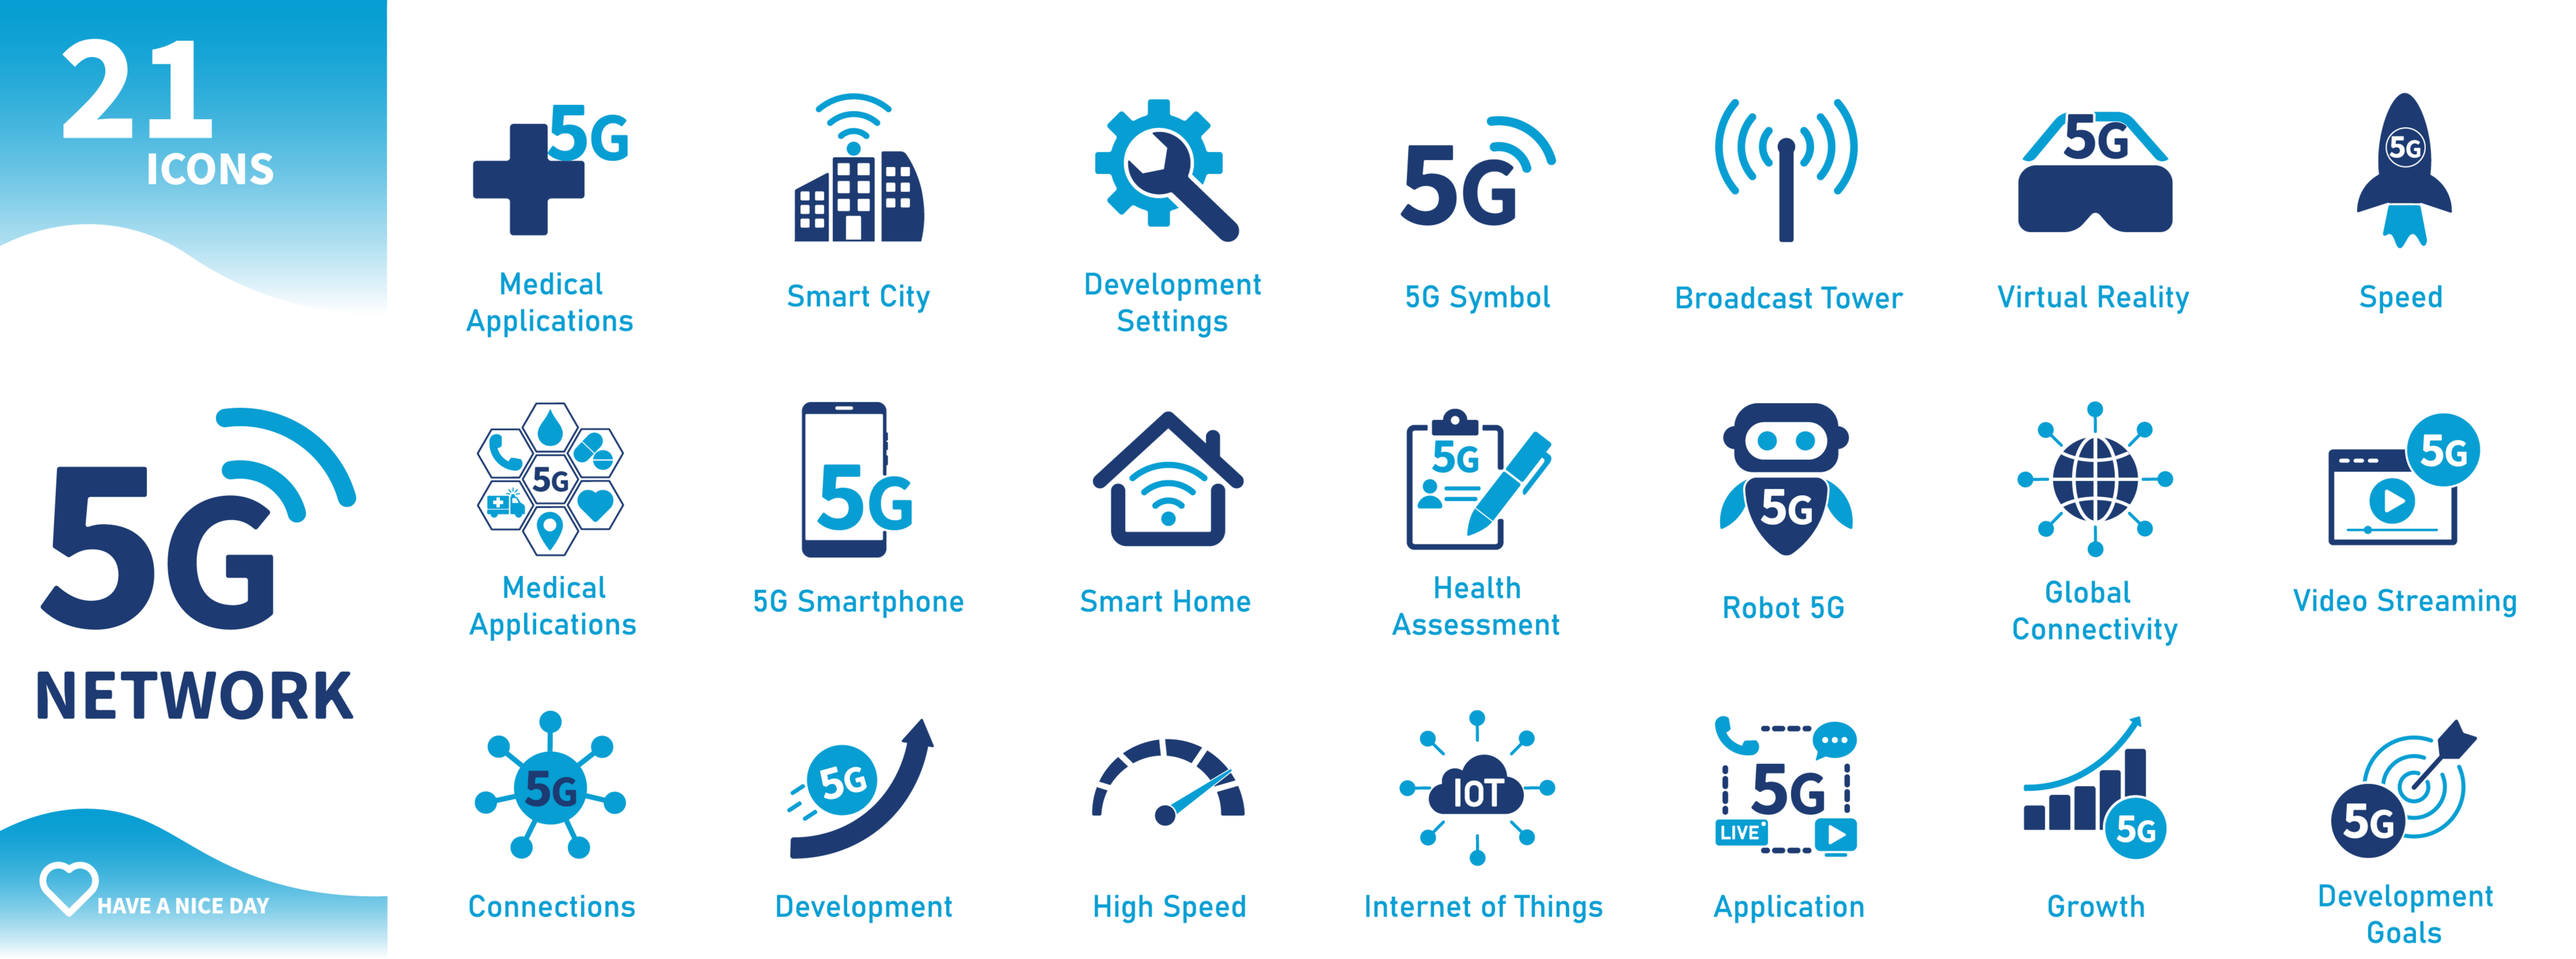 21
ICONS
5G
NETWORK
HAVE A NICE DAY
5G
Medical
Applications
Smart City
Development
Settings
5G
5G Symbol
Broadcast Tower
5G
Virtual Reality
5G
Speed
5G
Medical
Applications
5G
5G Smartphone
Smart Home
5G
Health
Assessment
5G
Robot 5G
Global
Connectivity
5G
Video Streaming
5G
Connections
5G
Development
High Speed
IOT
Internet of Things
5G
LIVE
Application
5G
Growth
5G
Development
Goals